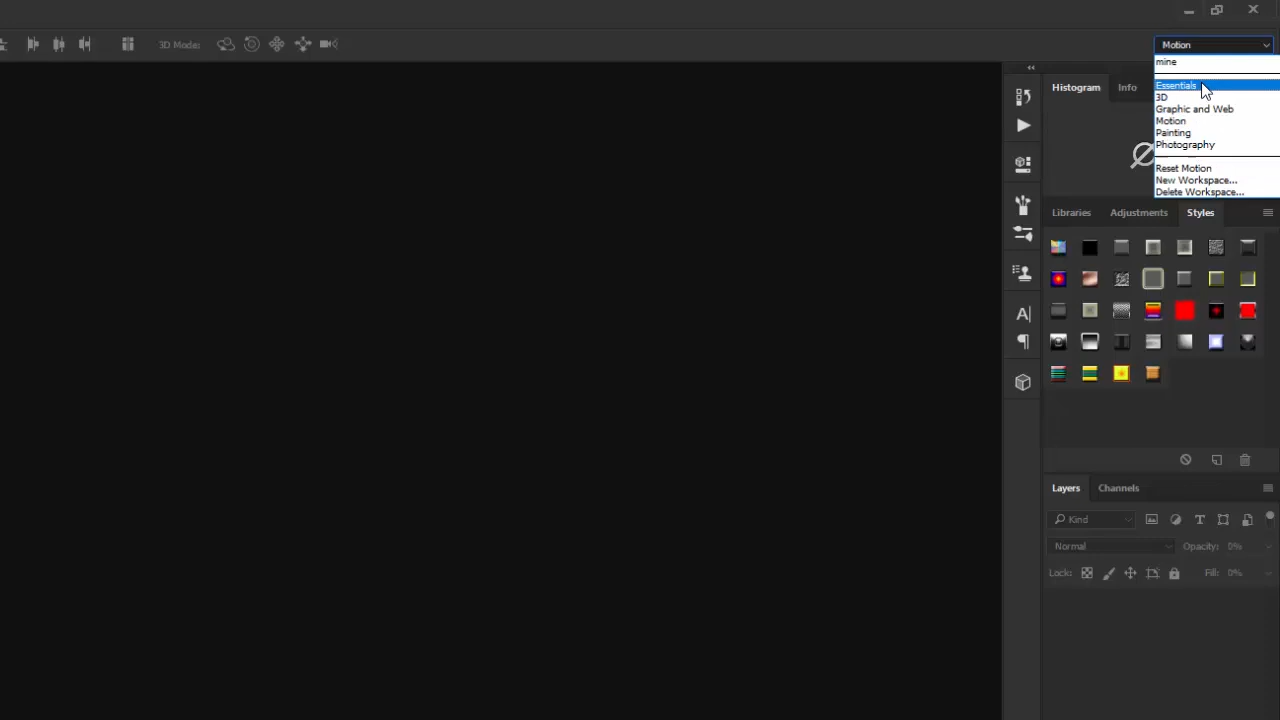 3D Mode:
Motion
mine
Essentials
3D
Graphic and Web
Motion
Painting
Photography
Reset Motion
New Workspace...
Delete Workspace...
Histogram
Info
Libraries
Adjustments
Styles
Layers
Channels
Kind
Normal
Opacity: 0%
Lock:
Fill: 0%